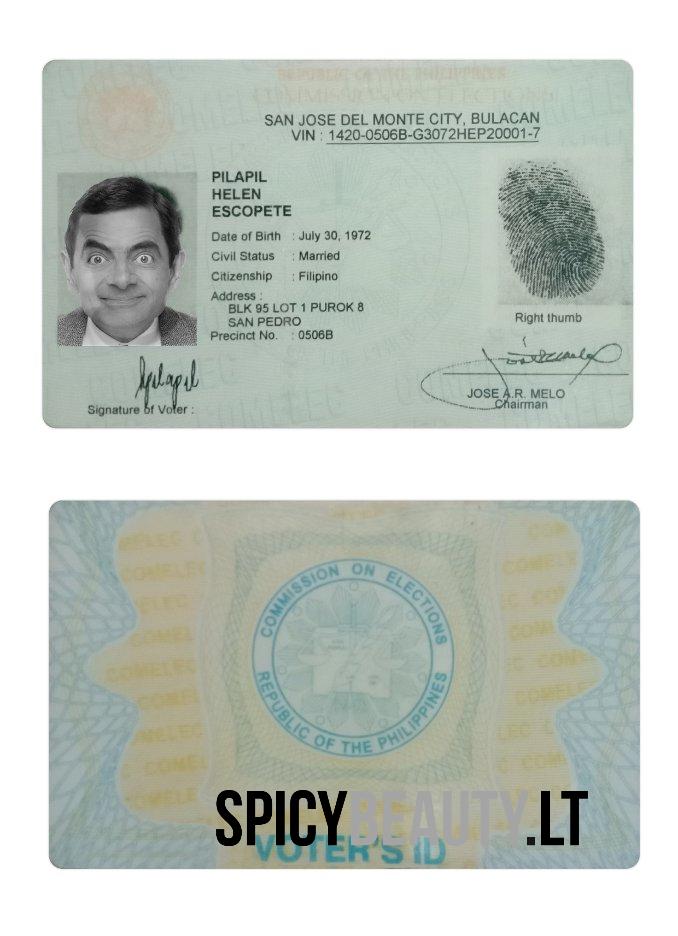 REPUBLIC OF THE PHILIPPINES
COMMISSION ON ELECTIONS
SAN JOSE DEL MONTE CITY, BULACAN
VIN : 1420-0506B-G3072HEP20001-7
PILAPIL
HELEN
ESCOPETE
Date of Birth : July 30, 1972
Civil Status : Married
Citizenship : Filipino
Address :
BLK 95 LOT 1 PUROK 8
SAN PEDRO
Precinct No. : 0506B
Right thumb
Signature of Voter :
JOSE A.R. MELO
Chairman
COMMISSION ON ELECTIONS
REPUBLIC OF THE PHILIPPINES
SPICYBEAUTY.LT
VOTER'S ID